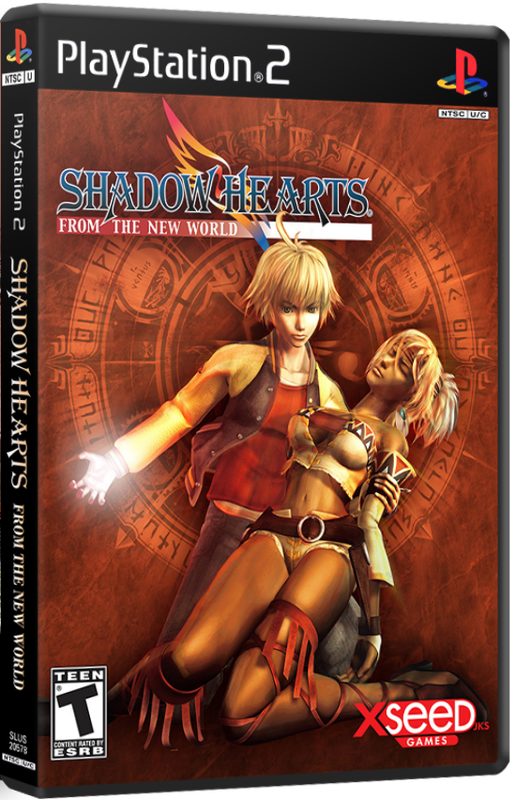 PlayStation®2
NTSC U/C
SHADOW HEARTS®
FROM THE NEW WORLD
TEEN
T
CONTENT RATED BY
ESRB
XSEED
JKS
GAMES
NTSC U
PlayStation 2
SHADOW HEARTS
FROM THE NEW WORLD
SLUS
20578
NTSC U/C